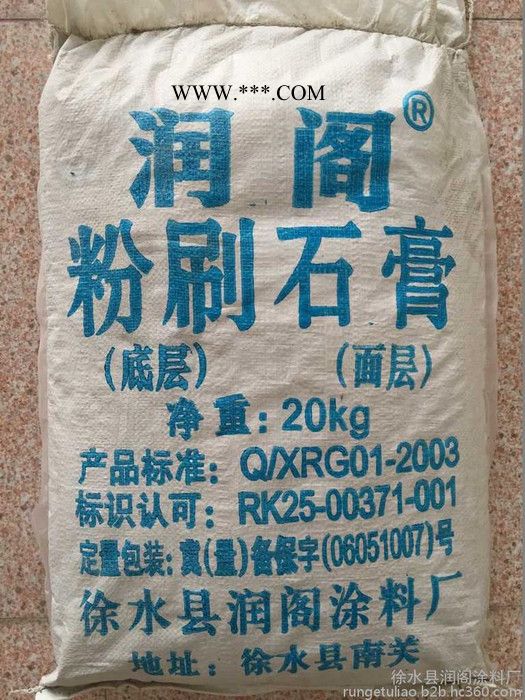 WWW.***.COM
润阁®
粉刷石膏
(底层) (面层)
净重: 20kg
产品标准: Q/XRG01-2003
标识认可: RK25-00371-001
定量包装: 冀(量)备保字(06051007)号
徐水县润阁涂料厂
地址: 徐水县南关
徐水县润阁涂料厂
rungetuliao.b2b.hc360.com